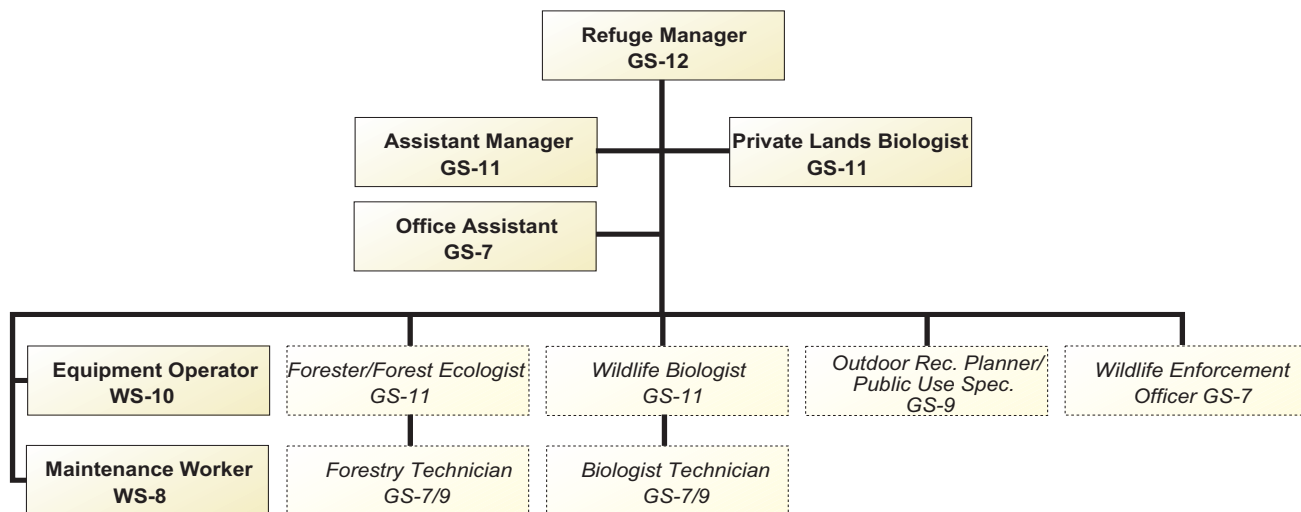 Refuge Manager
GS-12
Assistant Manager
GS-11
Private Lands Biologist
GS-11
Office Assistant
GS-7
Equipment Operator
WS-10
Forester/Forest Ecologist
GS-11
Wildlife Biologist
GS-11
Outdoor Rec. Planner/
Public Use Spec.
GS-9
Wildlife Enforcement
Officer GS-7
Maintenance Worker
WS-8
Forestry Technician
GS-7/9
Biologist Technician
GS-7/9